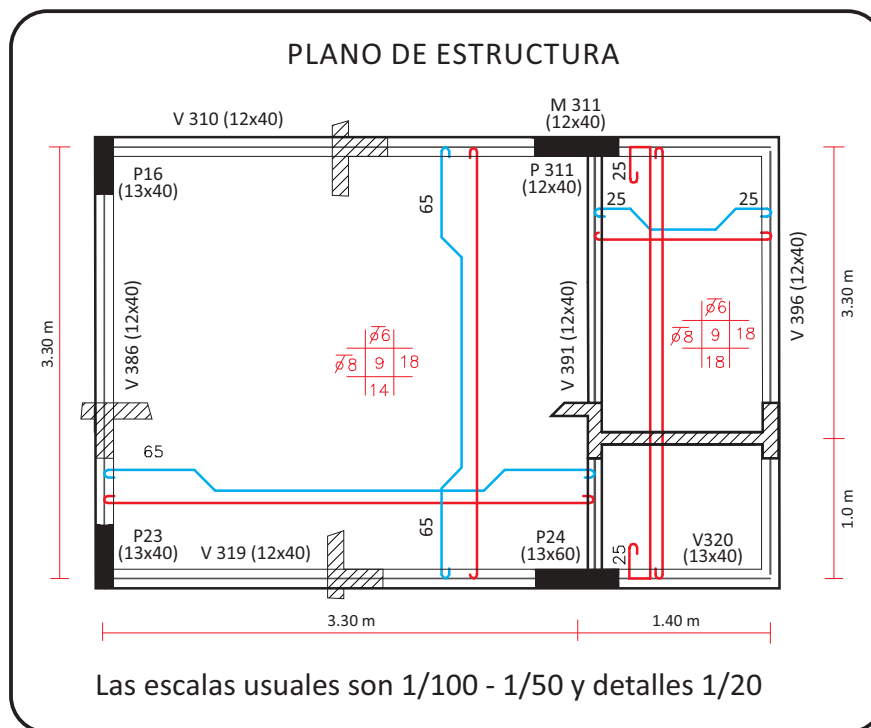 PLANO DE ESTRUCTURA
V 310 (12x40)
M 311
(12x40)
P16
(13x40)
P 311
(12x40)
65
25
25
25
3.30 m
V 386 (12x40)
V 391 (12x40)
V 396 (12x40)
3.30 m
ø6
ø8 9 18
14
ø6
ø8 9 18
18
65
65
25
1.0 m
P23
(13x40)
V 319 (12x40)
P24
(13x60)
V320
(13x40)
3.30 m
1.40 m
Las escalas usuales son 1/100 - 1/50 y detalles 1/20